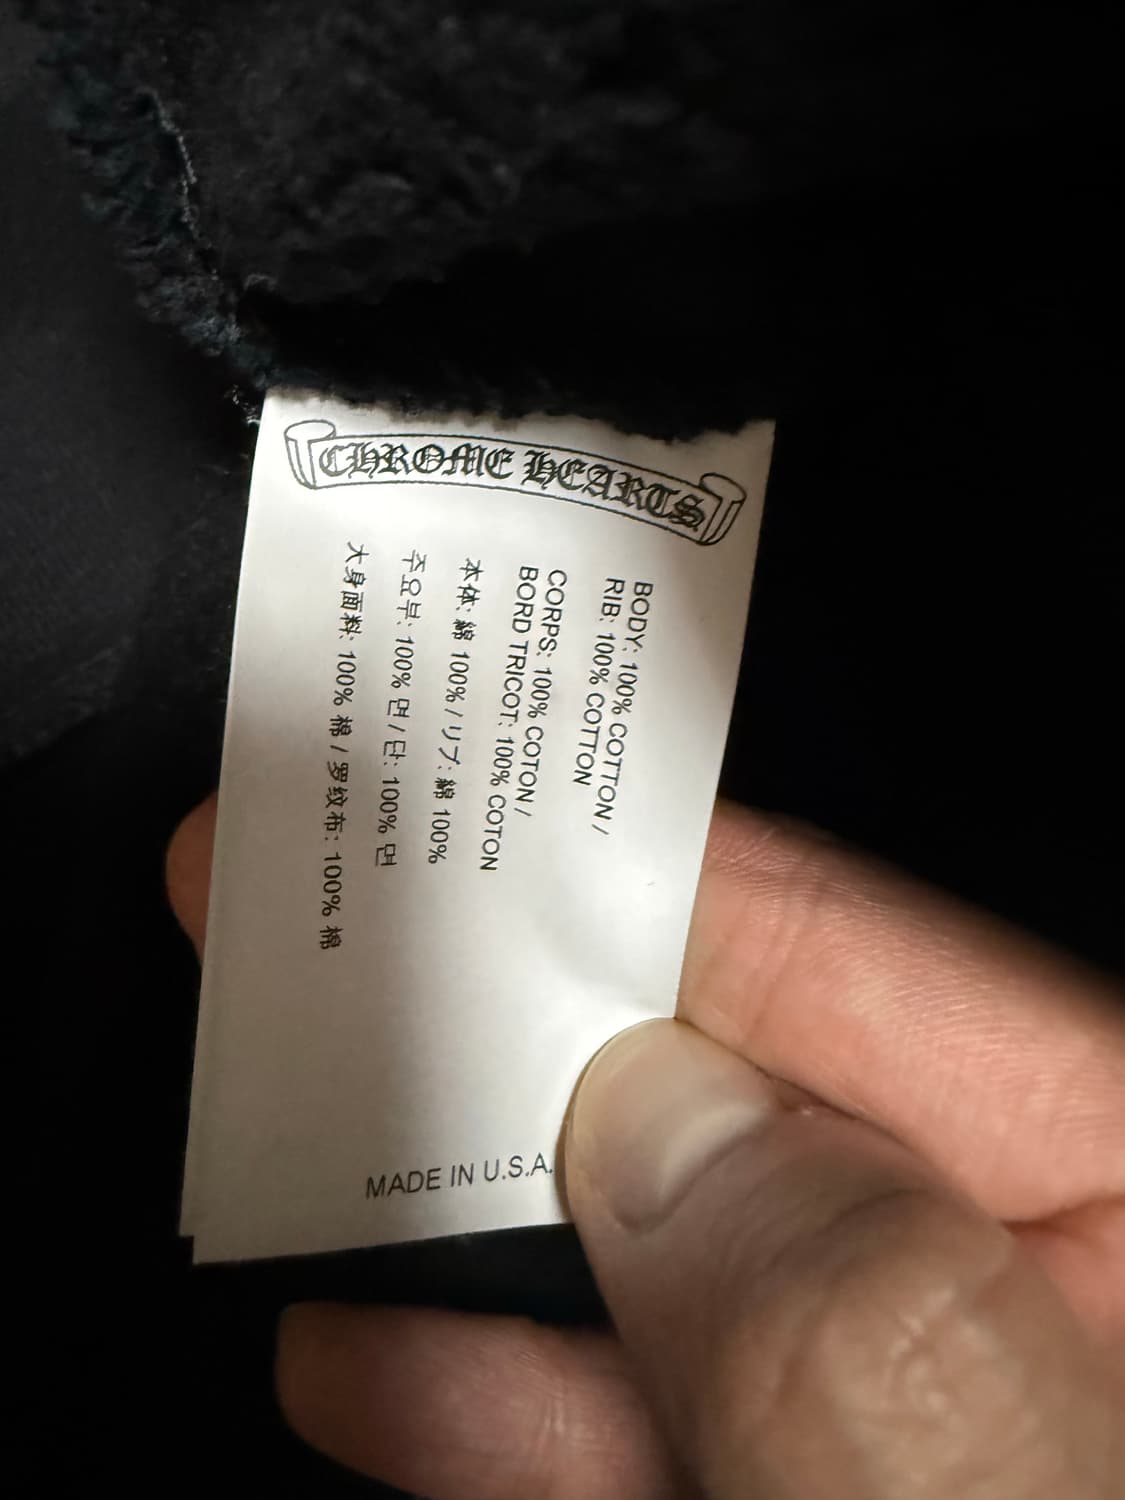 CHROME HEARTS
BODY: 100% COTTON /
RIB: 100% COTTON
CORPS: 100% COTON /
BORD TRICOT: 100% COTON
本体: 綿 100% / リブ: 綿 100%
주요부: 100% 면 / 단: 100% 면
大身面料: 100% 棉 / 罗纹布: 100% 棉
MADE IN U.S.A.